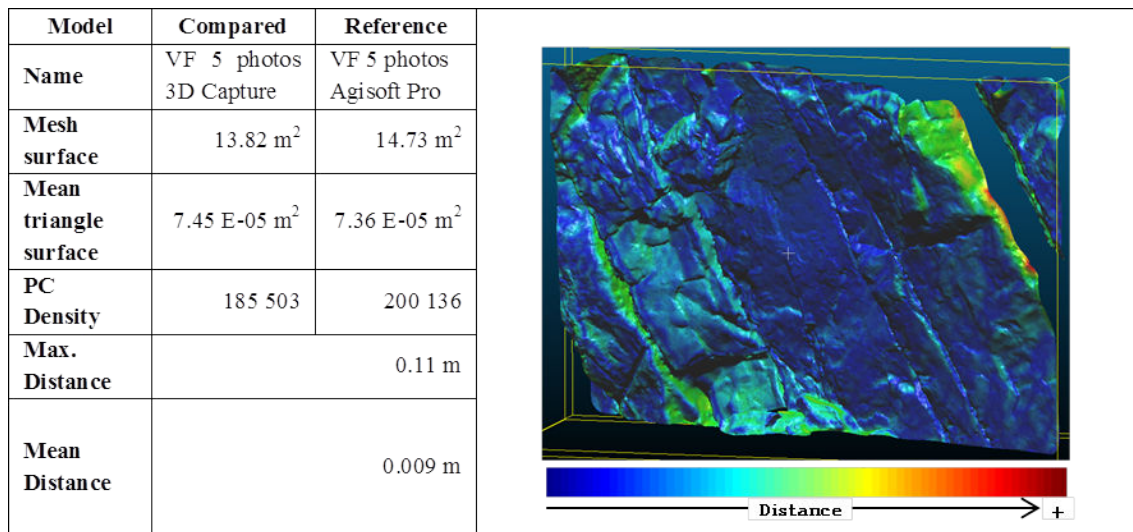 Model Compared Reference
Name VF 5 photos VF 5 photos
3D Capture Agisoft Pro
Mesh
surface 13.82 m² 14.73 m²
Mean
triangle
surface 7.45 E-05 m² 7.36 E-05 m²
PC
Density 185 503 200 136
Max.
Distance 0.11 m
Mean
Distance 0.009 m
Distance +